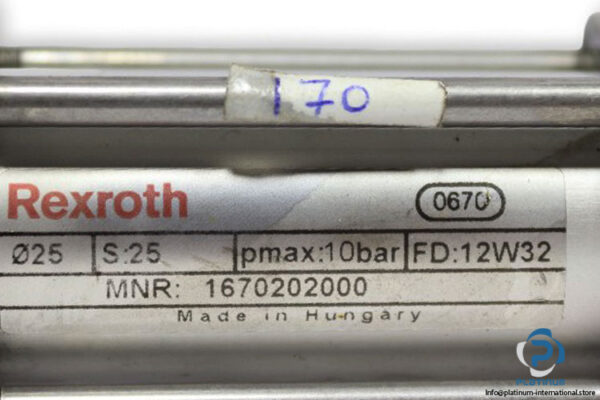 170
Rexroth
0670
Ø25 S:25 pmax:10bar FD:12W32
MNR: 1670202000
Made in Hungary
PLATINUM
info@platinum-international.store